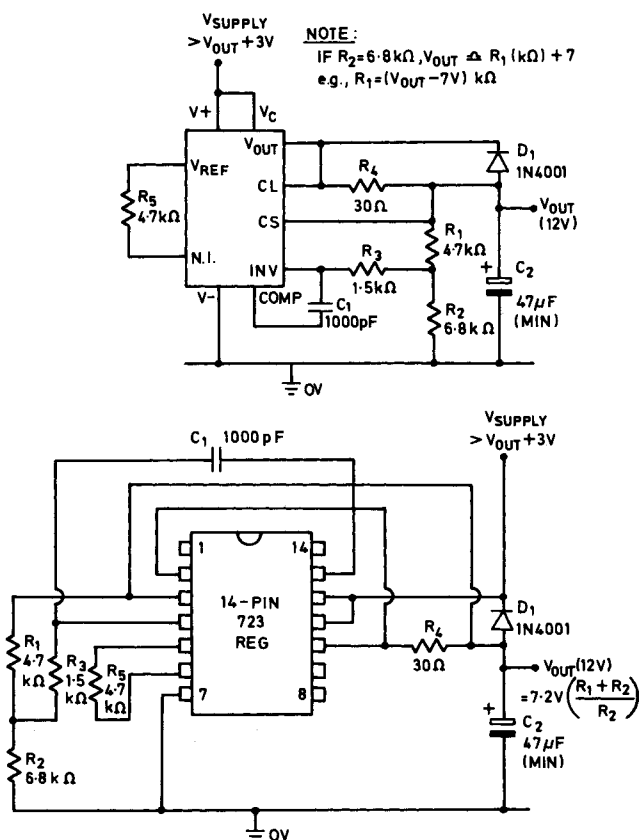 VSUPPLY
> VOUT + 3V
NOTE :
IF R2=6·8kΩ, VOUT ≏ R1 (kΩ) + 7
e.g., R1=(VOUT−7V) kΩ
V+
VC
VOUT
VREF
CL
CS
N.I.
INV
V-
COMP
R5
4.7kΩ
R4
30Ω
D1
1N4001
VOUT
(12V)
R1
4·7kΩ
R3
1·5kΩ
C1
1000pF
R2
6·8kΩ
+
C2
47µF
(MIN)
0V
C1 1000pF
VSUPPLY
> VOUT + 3V
1
14
14-PIN
723
REG
7
8
R1
4·7
kΩ
R3
1·5
kΩ
R5
4·7
kΩ
R4
30Ω
D1
1N4001
VOUT (12V)
=7·2V (R1 + R2 / R2)
R2
6·8kΩ
+
C2
47µF
(MIN)
0V